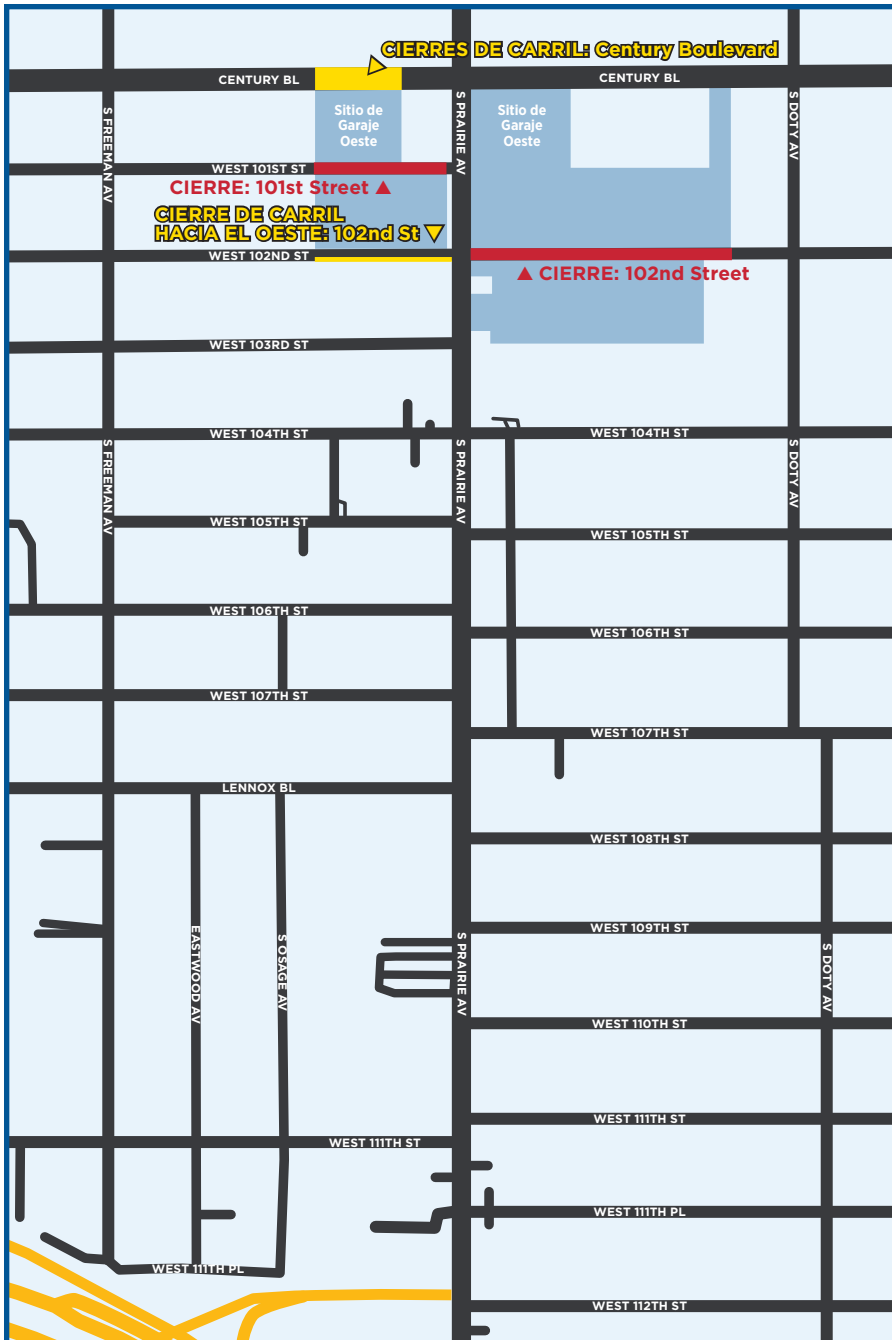 CIERRES DE CARRIL: Century Boulevard
CENTURY BL
CENTURY BL
S FREEMAN AV
Sitio de
Garaje
Oeste
S PRAIRIE AV
Sitio de
Garaje
Oeste
S DOTY AV
WEST 101ST ST
CIERRE: 101st Street ▲
CIERRE DE CARRIL
HACIA EL OESTE: 102nd St ▼
WEST 102ND ST
▲ CIERRE: 102nd Street
WEST 103RD ST
WEST 104TH ST
WEST 104TH ST
S FREEMAN AV
S PRAIRIE AV
S DOTY AV
WEST 105TH ST
WEST 105TH ST
WEST 106TH ST
WEST 106TH ST
WEST 107TH ST
WEST 107TH ST
LENNOX BL
WEST 108TH ST
EASTWOOD AV
S OSAGE AV
S PRAIRIE AV
WEST 109TH ST
S DOTY AV
WEST 110TH ST
WEST 111TH ST
WEST 111TH ST
WEST 111TH PL
WEST 111TH PL
WEST 112TH ST